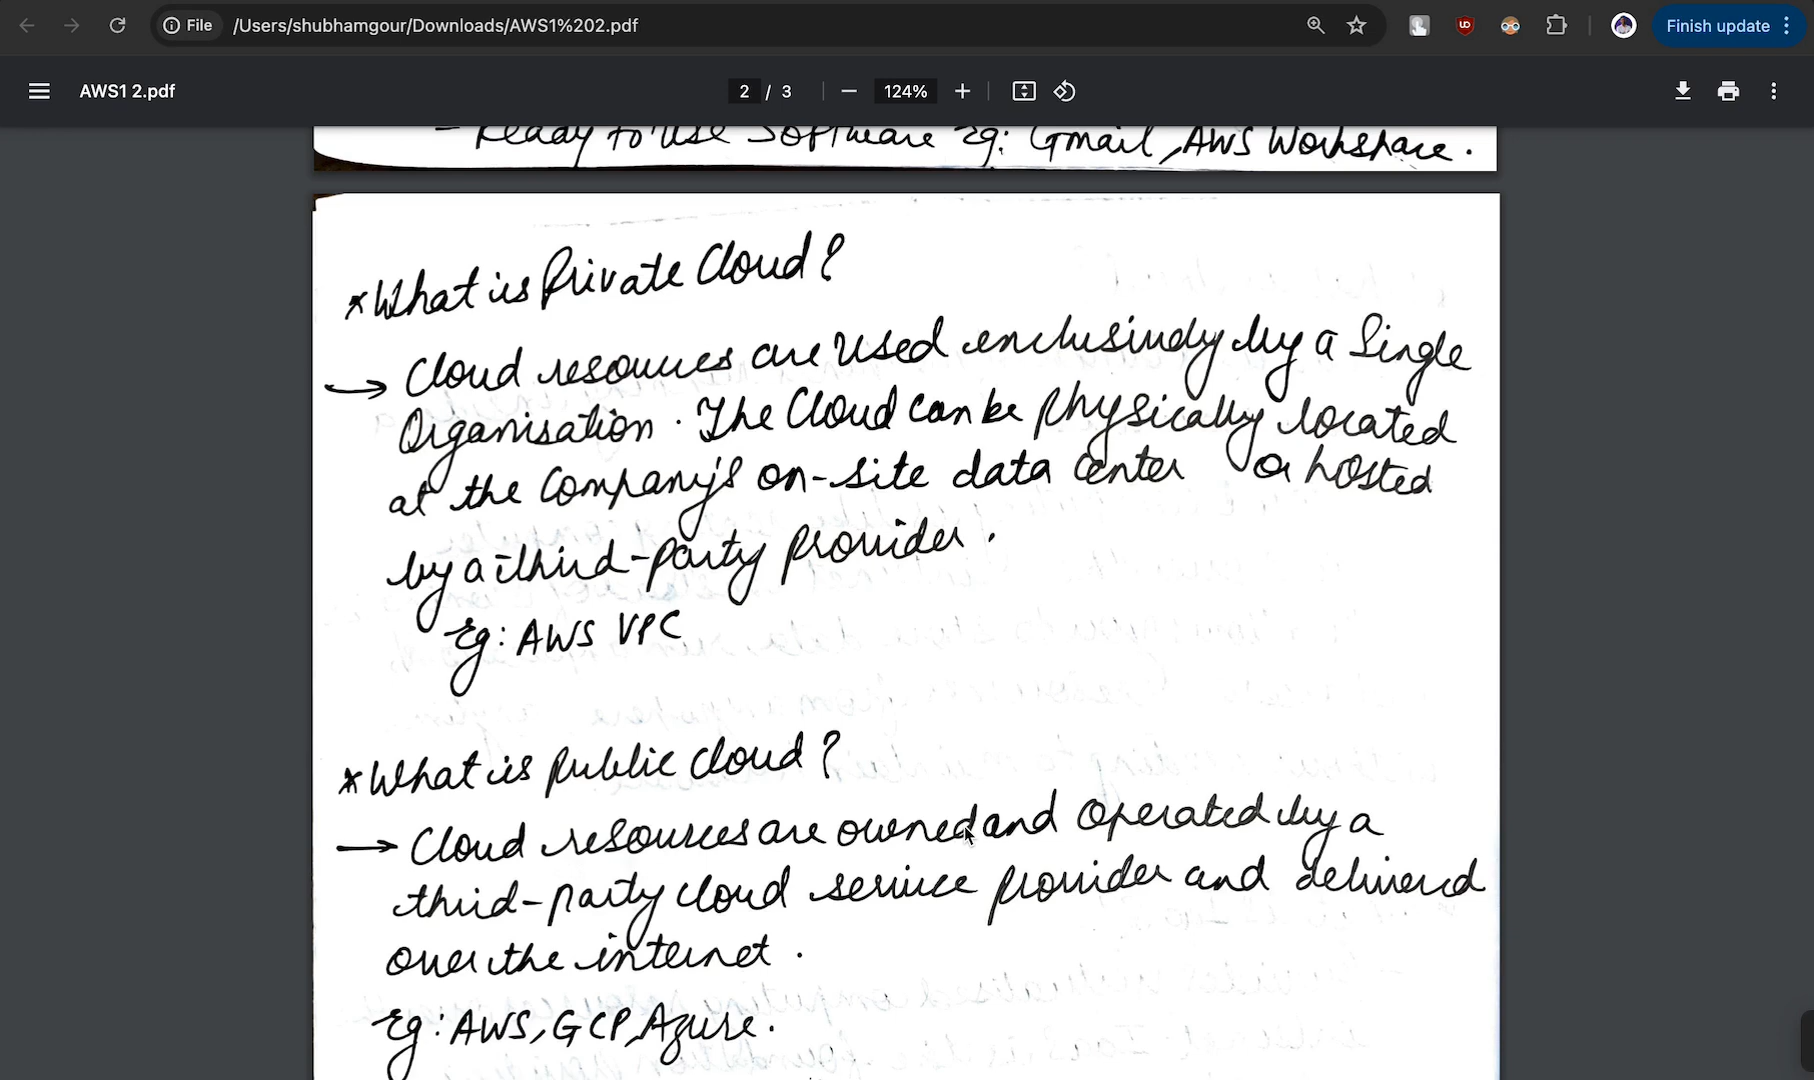 File /Users/shubhamgour/Downloads/AWS1%202.pdf
Finish update
AWS1 2.pdf
2 / 3
124%
- Ready to use Software Eg: Gmail, AWS Workspace.
*What is Private Cloud?
→ Cloud resources are used exclusively by a Single
Organisation. The Cloud can be physically located
at the Company's on-site data center or hosted
by a third-party provider.
Eg: AWS VPC
*What is public cloud?
→ Cloud resources are owned and operated by a
third-party cloud service provider and delivered
over the internet.
Eg: AWS, GCP, Azure.